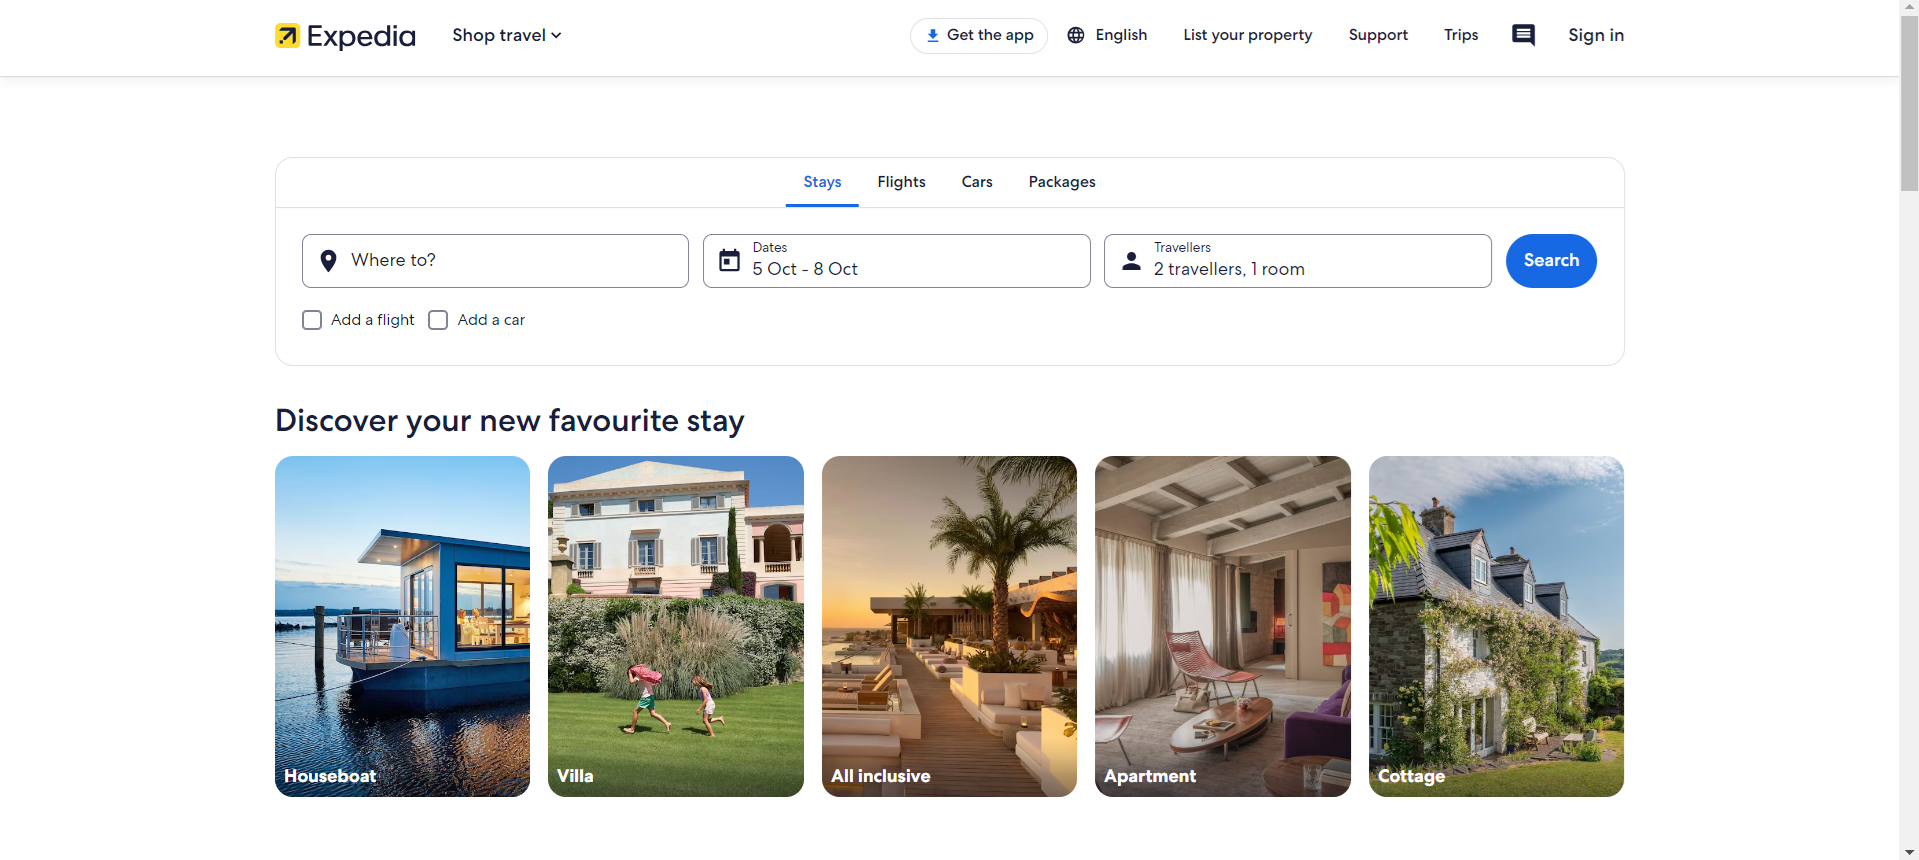 Expedia
Shop travel
Get the app
English
List your property
Support
Trips
Sign in
Stays
Flights
Cars
Packages
Where to?
Dates
5 Oct - 8 Oct
Travellers
2 travellers, 1 room
Search
Add a flight
Add a car
Discover your new favourite stay
Houseboat
Villa
All inclusive
Apartment
Cottage